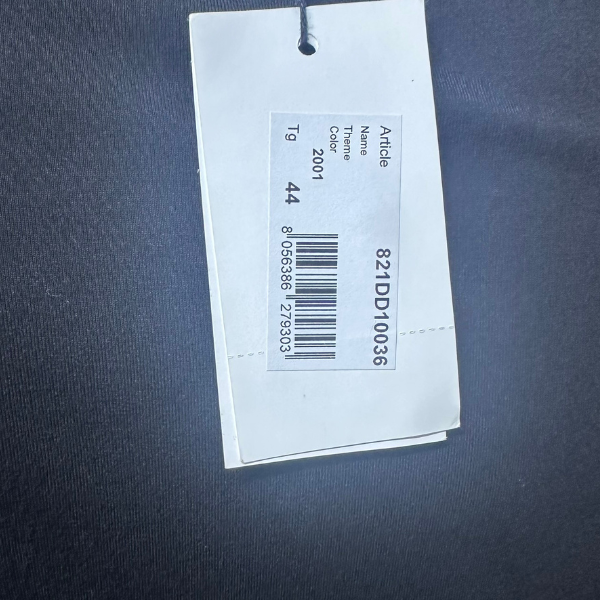 Article 821DD10036
Name
Theme
Color 2001
Tg 44
8 056386 279303